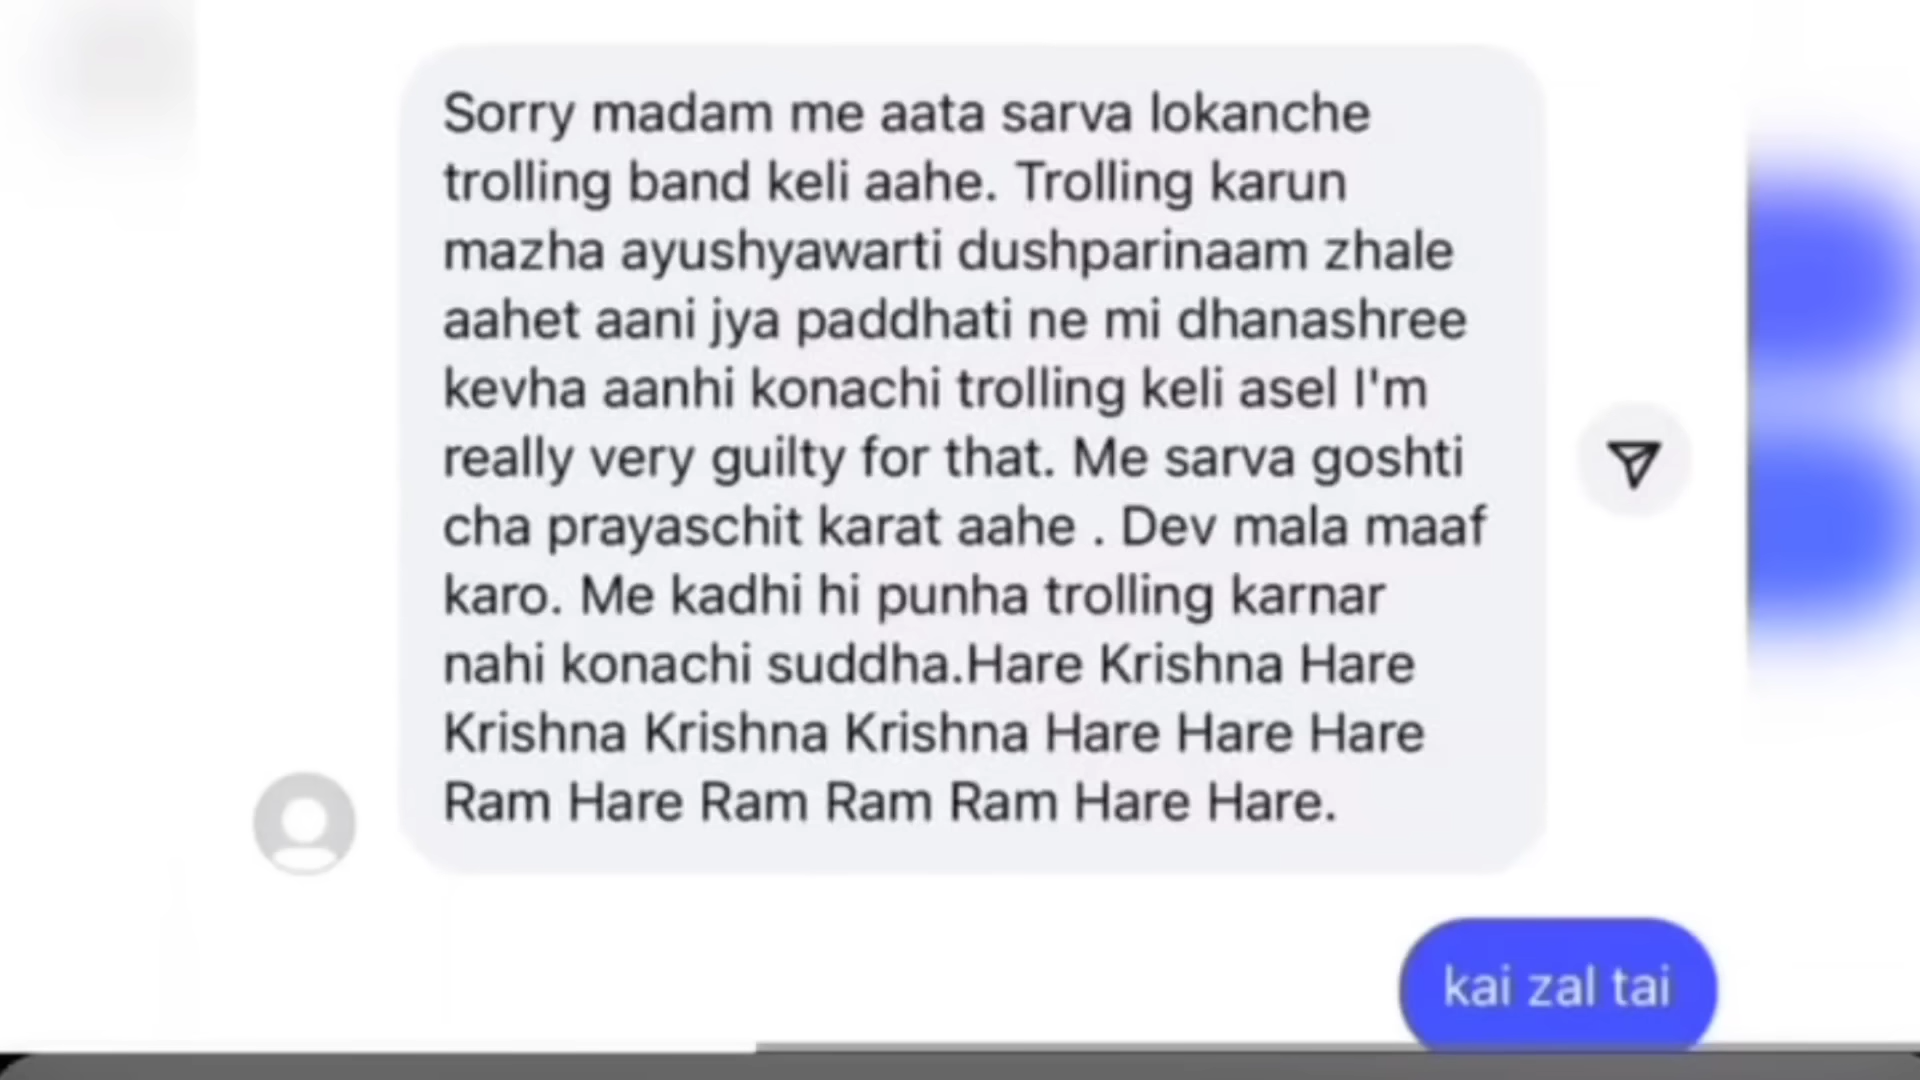 Sorry madam me aata sarva lokanche
trolling band keli aahe. Trolling karun
mazha ayushyawarti dushparinaam zhale
aahet aani jya paddhati ne mi dhanashree
kevha aanhi konachi trolling keli asel I'm
really very guilty for that. Me sarva goshti
cha prayaschit karat aahe . Dev mala maaf
karo. Me kadhi hi punha trolling karnar
nahi konachi suddha.Hare Krishna Hare
Krishna Krishna Krishna Hare Hare Hare
Ram Hare Ram Ram Ram Hare Hare.
kai zal tai